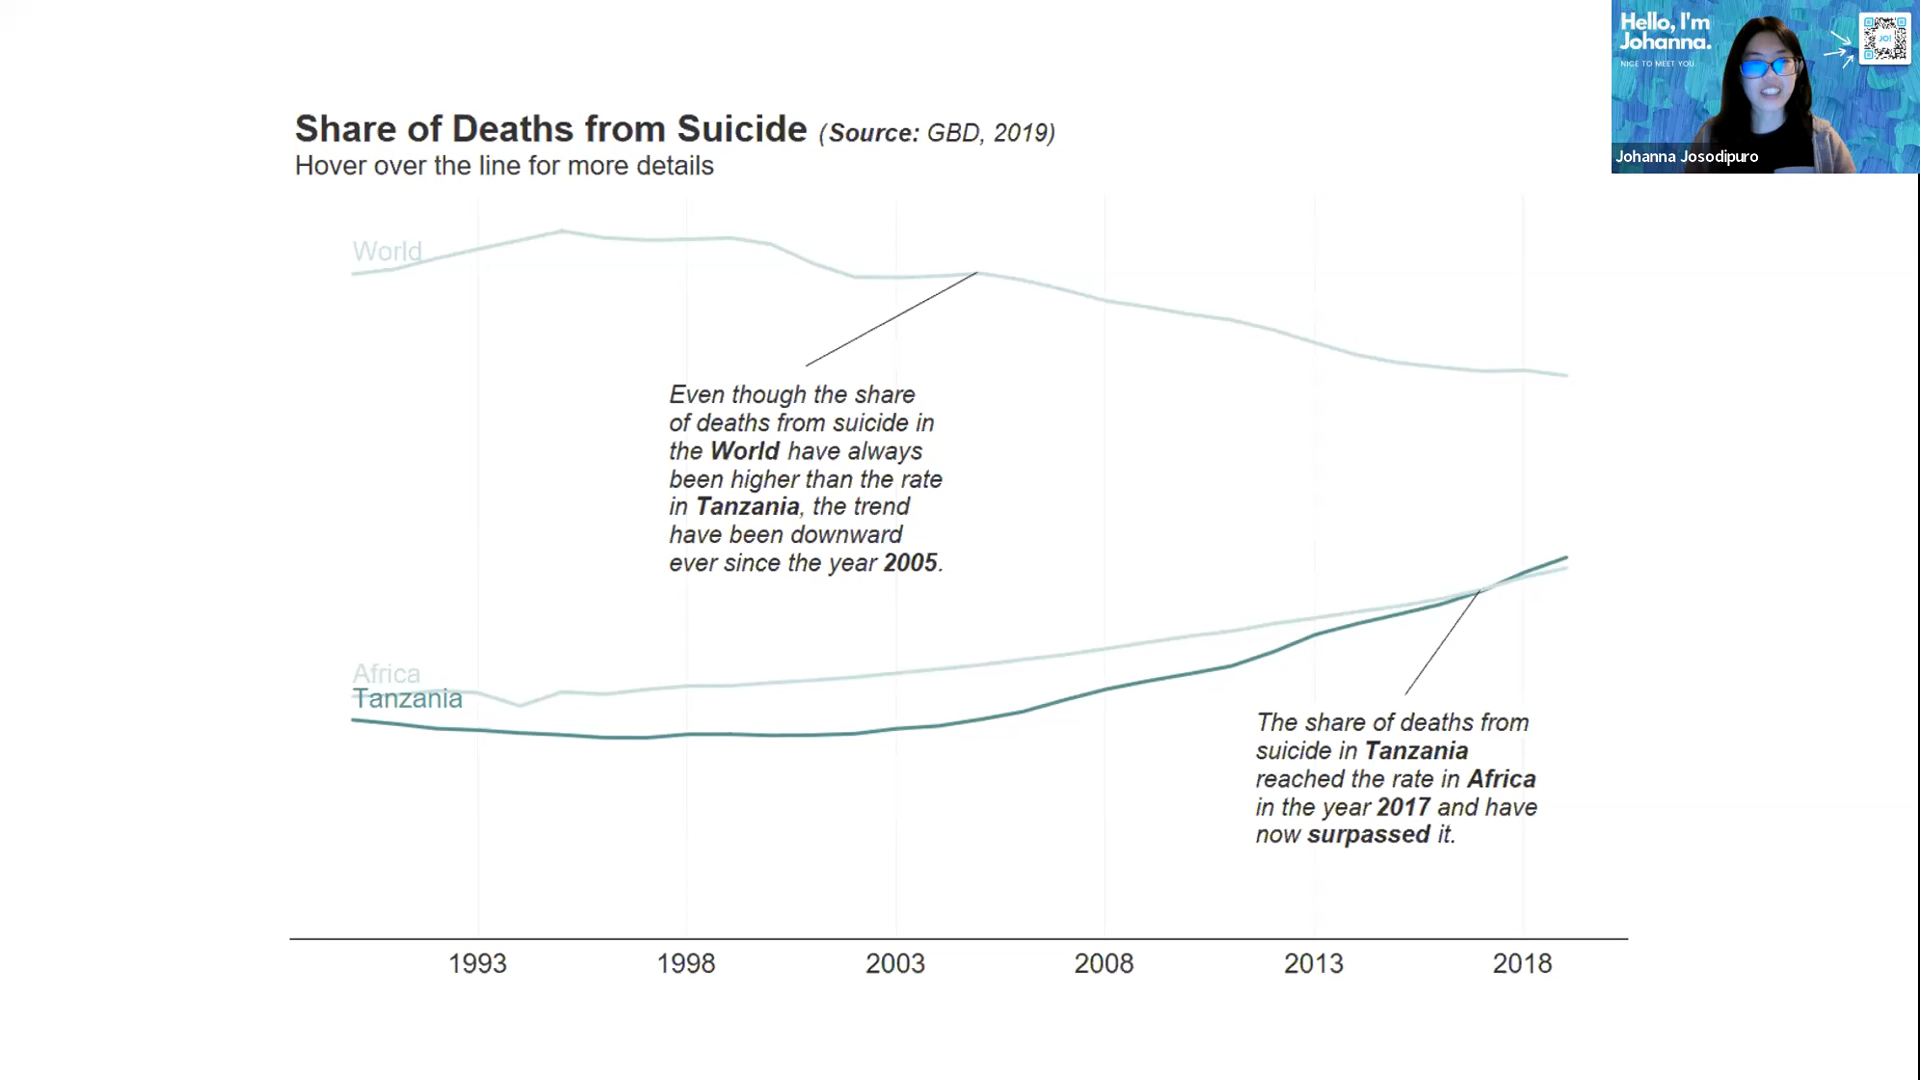 Hello, I'm
Johanna.
NICE TO MEET YOU
JO!
Johanna Josodipuro
Share of Deaths from Suicide (Source: GBD, 2019)
Hover over the line for more details
World
Even though the share
of deaths from suicide in
the World have always
been higher than the rate
in Tanzania, the trend
have been downward
ever since the year 2005.
Africa
Tanzania
The share of deaths from
suicide in Tanzania
reached the rate in Africa
in the year 2017 and have
now surpassed it.
1993 1998 2003 2008 2013 2018